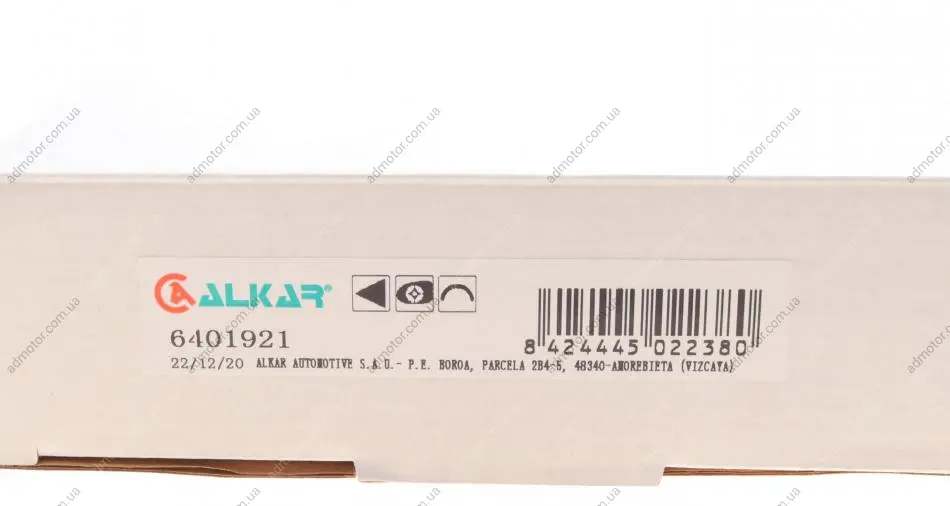 ALKAR
6401921
22/12/20 ALKAR AUTOMOTIVE S.A.U.- P.E. BOROA, PARCELA 2B4-5, 48340-AMOREBIETA (VIZCAYA)
8 424445 022380
admotor.com.ua